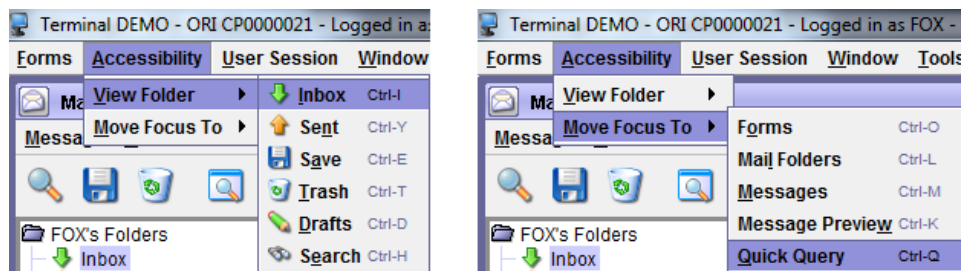 Terminal DEMO - ORI CP0000021 - Logged in a
Forms Accessibility User Session Window
View Folder
Move Focus To
Messa
Inbox Ctrl-I
Sent Ctrl-Y
Save Ctrl-E
Trash Ctrl-T
Drafts Ctrl-D
Search Ctrl-H
FOX's Folders
Inbox
Terminal DEMO - ORI CP0000021 - Logged in as FOX -
Forms Accessibility User Session Window Tools
Ma View Folder
Move Focus To
Messa
Forms Ctrl-O
Mail Folders Ctrl-L
Messages Ctrl-M
Message Preview Ctrl-K
Quick Query Ctrl-Q
FOX's Folders
Inbox